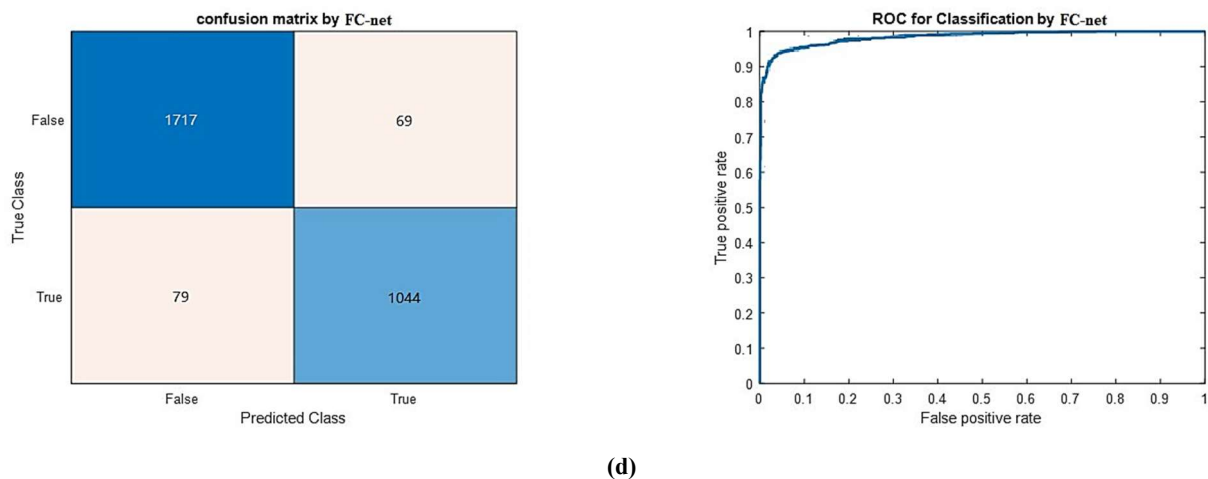 confusion matrix by FC-net
True Class
False
1717
69
True
79
1044
False
True
Predicted Class
ROC for Classification by FC-net
True positive rate
1
0.9
0.8
0.7
0.6
0.5
0.4
0.3
0.2
0.1
0
0 0.1 0.2 0.3 0.4 0.5 0.6 0.7 0.8 0.9 1
False positive rate
(d)